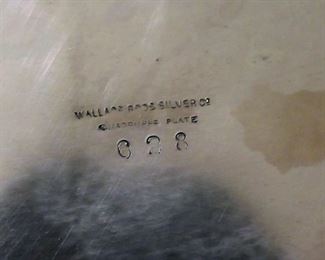 WALLACE BROS SILVER Co
QUADRUPLE PLATE
628